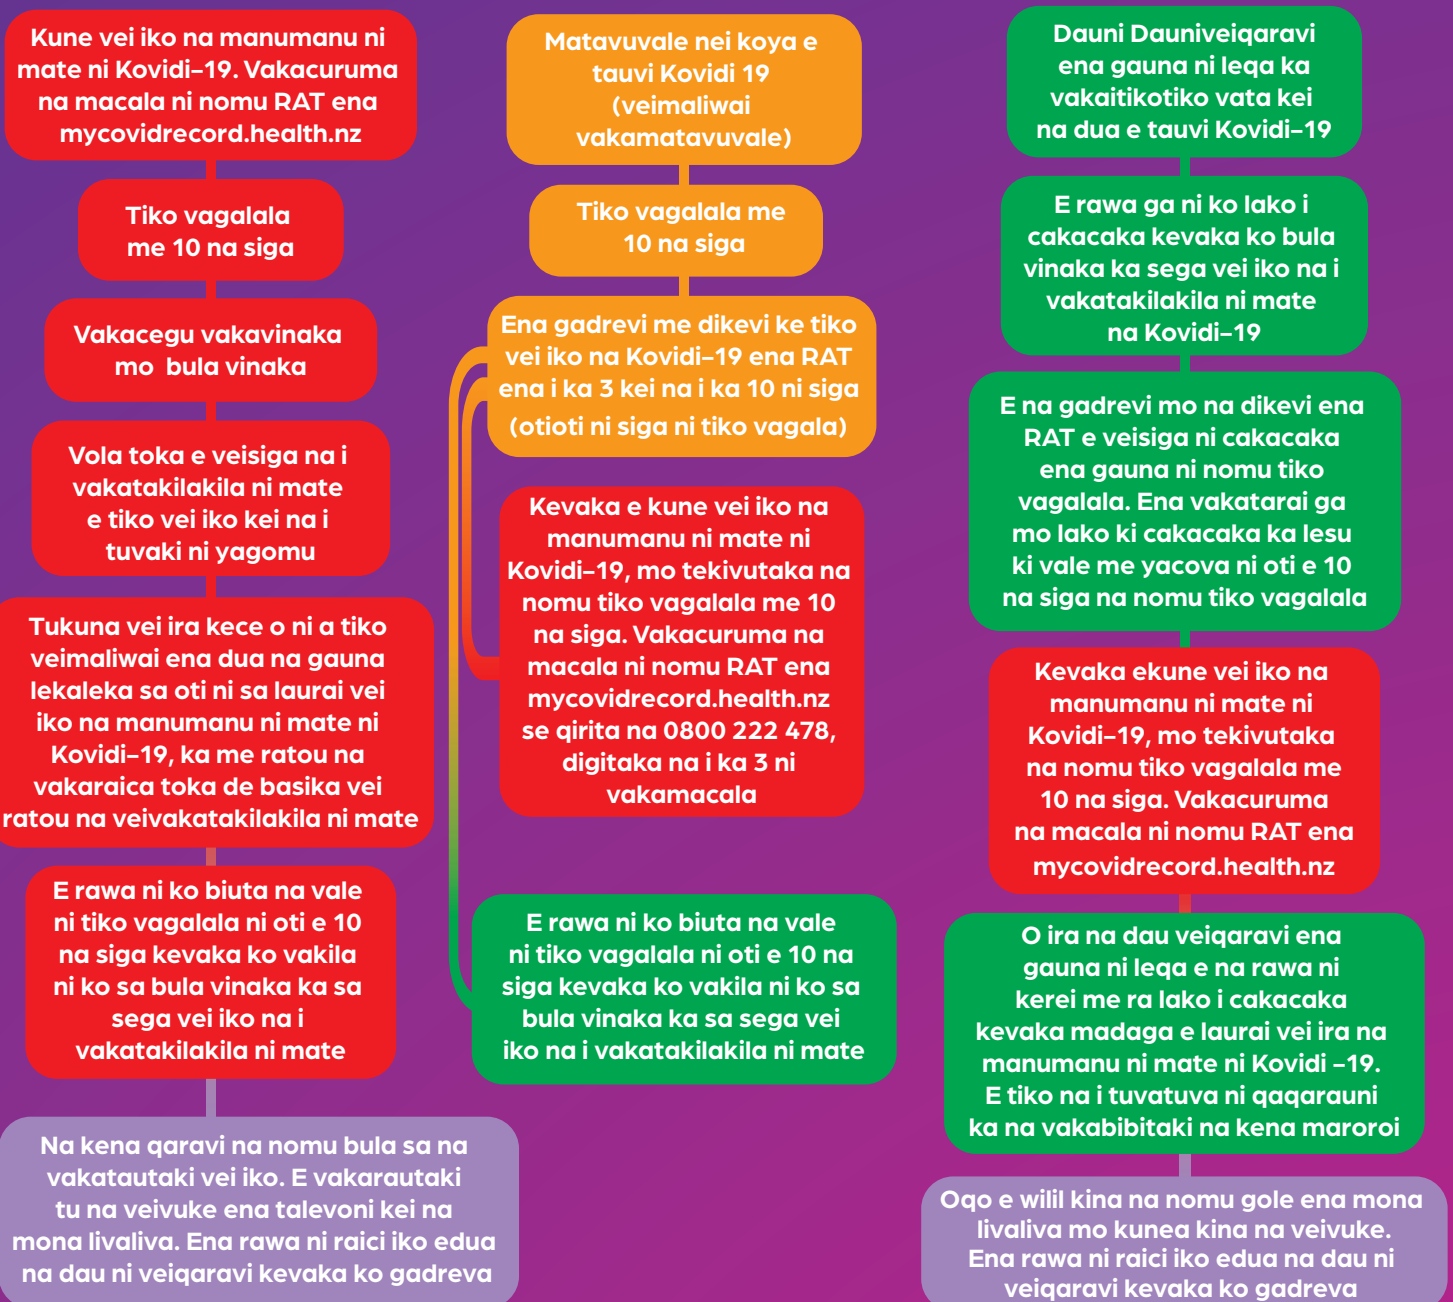 Kune vei iko na manumanu ni
mate ni Kovidi-19. Vakacuruma
na macala ni nomu RAT ena
mycovidrecord.health.nz
Tiko vagalala
me 10 na siga
Vakacegu vakavinaka
mo bula vinaka
Vola toka e veisiga na i
vakatakilakila ni mate
e tiko vei iko kei na i
tuvaki ni yagomu
Tukuna vei ira kece o ni a tiko
veimaliwai ena dua na gauna
lekaleka sa oti ni sa laurai vei
iko na manumanu ni mate ni
Kovidi-19, ka me ratou na
vakaraica toka de basika vei
ratou na veivakatakilakila ni mate
E rawa ni ko biuta na vale
ni tiko vagalala ni oti e 10
na siga kevaka ko vakila
ni ko sa bula vinaka ka sa
sega vei iko na i
vakatakilakila ni mate
Na kena qaravi na nomu bula sa na
vakatautaki vei iko. E vakarautaki
tu na veivuke ena talevoni kei na
mona livaliva. Ena rawa ni raici iko edua
na dau ni veiqaravi kevaka ko gadreva
Matavuvale nei koya e
tauvi Kovidi 19
(veimaliwai
vakamatavuvale)
Tiko vagalala me
10 na siga
Ena gadrevi me dikevi ke tiko
vei iko na Kovidi-19 ena RAT
ena i ka 3 kei na i ka 10 ni siga
(otioti ni siga ni tiko vagala)
Kevaka e kune vei iko na
manumanu ni mate ni
Kovidi-19, mo tekivutaka na
nomu tiko vagalala me 10
na siga. Vakacuruma na
macala ni nomu RAT ena
mycovidrecord.health.nz
se qirita na 0800 222 478,
digitaka na i ka 3 ni
vakamacala
E rawa ni ko biuta na vale
ni tiko vagalala ni oti e 10 na
siga kevaka ko vakila ni ko sa
bula vinaka ka sa sega vei
iko na i vakatakilakila ni mate
Dauni Dauniveiqaravi
ena gauna ni leqa ka
vakaitikotiko vata kei
na dua e tauvi Kovidi-19
E rawa ga ni ko lako i
cakacaka kevaka ko bula
vinaka ka sega vei iko na i
vakatakilakila ni mate
na Kovidi-19
E na gadrevi mo na dikevi ena
RAT e veisiga ni cakacaka
ena gauna ni nomu tiko
vagalala. Ena vakatarai ga
mo lako ki cakacaka ka lesu
ki vale me yacova ni oti e 10
na siga na nomu tiko vagalala
Kevaka ekune vei iko na
manumanu ni mate ni
Kovidi-19, mo tekivutaka
na nomu tiko vagalala me
10 na siga. Vakacuruma
na macala ni nomu RAT ena
mycovidrecord.health.nz
O ira na dau veiqaravi ena
gauna ni leqa e na rawa ni
kerei me ra lako i cakacaka
kevaka madaga e laurai vei ira na
manumanu ni mate ni Kovidi -19.
E tiko na i tuvatuva ni qaqarauni
ka na vakabibitaki na kena maroroi
Oqo e wilil kina na nomu gole ena mona
livaliva mo kunea kina na veivuke.
Ena rawa ni raici iko edua na dau ni
veiqaravi kevaka ko gadreva